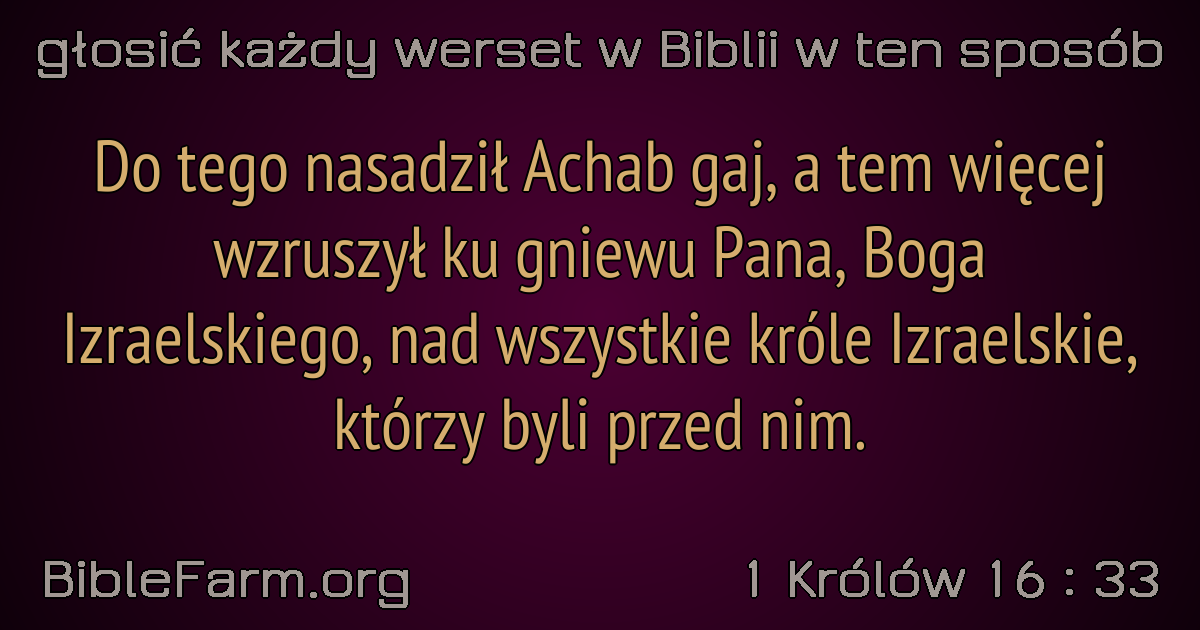 głosić każdy werset w Biblii w ten sposób
Do tego nasadził Achab gaj, a tem więcej
wzruszył ku gniewu Pana, Boga
Izraelskiego, nad wszystkie króle Izraelskie,
którzy byli przed nim.
BibleFarm.org
1 Królów 16 : 33